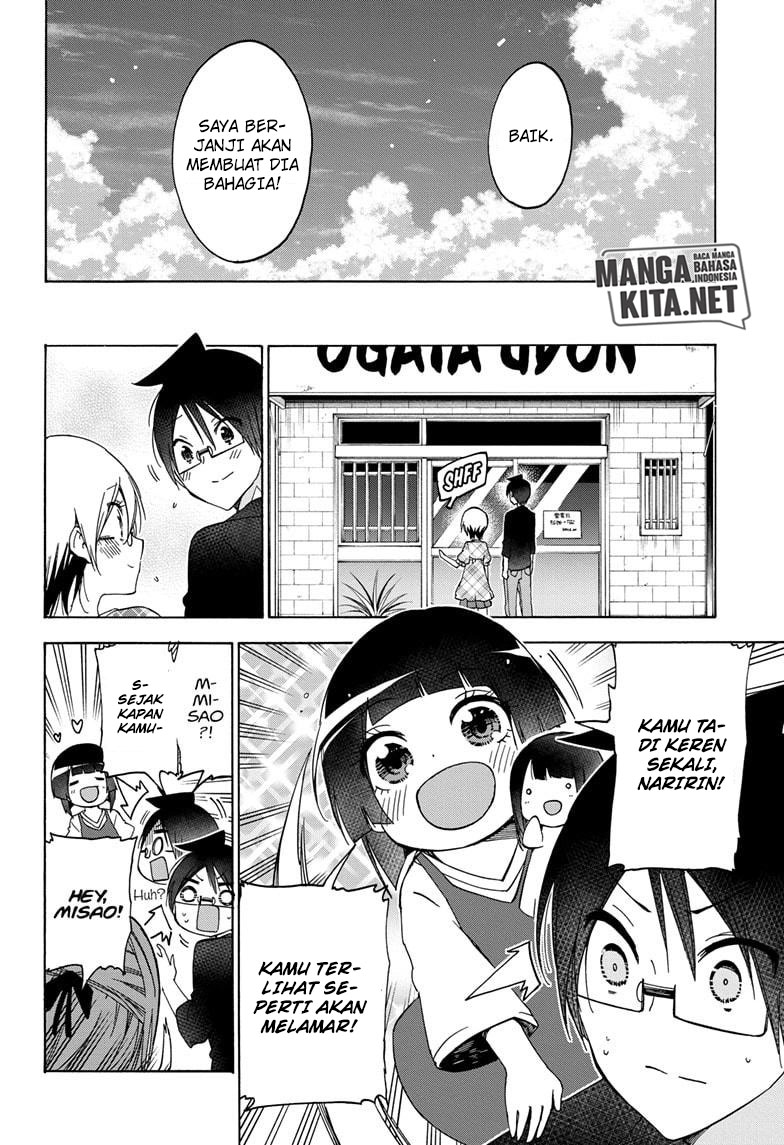 BAIK.
SAYA BER-
JANJI AKAN
MEMBUAT DIA
BAHAGIA!
MANGA
KITA.NET
BACA MANGA
BAHASA
INDONESIA
OGATA UDON
SHFF
KAMU TA-
DI KEREN
SEKALI,
NARIRIN!
KAMU TER-
LIHAT SE-
PERTI AKAN
MELAMAR!
M-
MI-
SAO
?!
S-
SEJAK
KAPAN
KAMU-
Huh?
HEY,
MISAO!